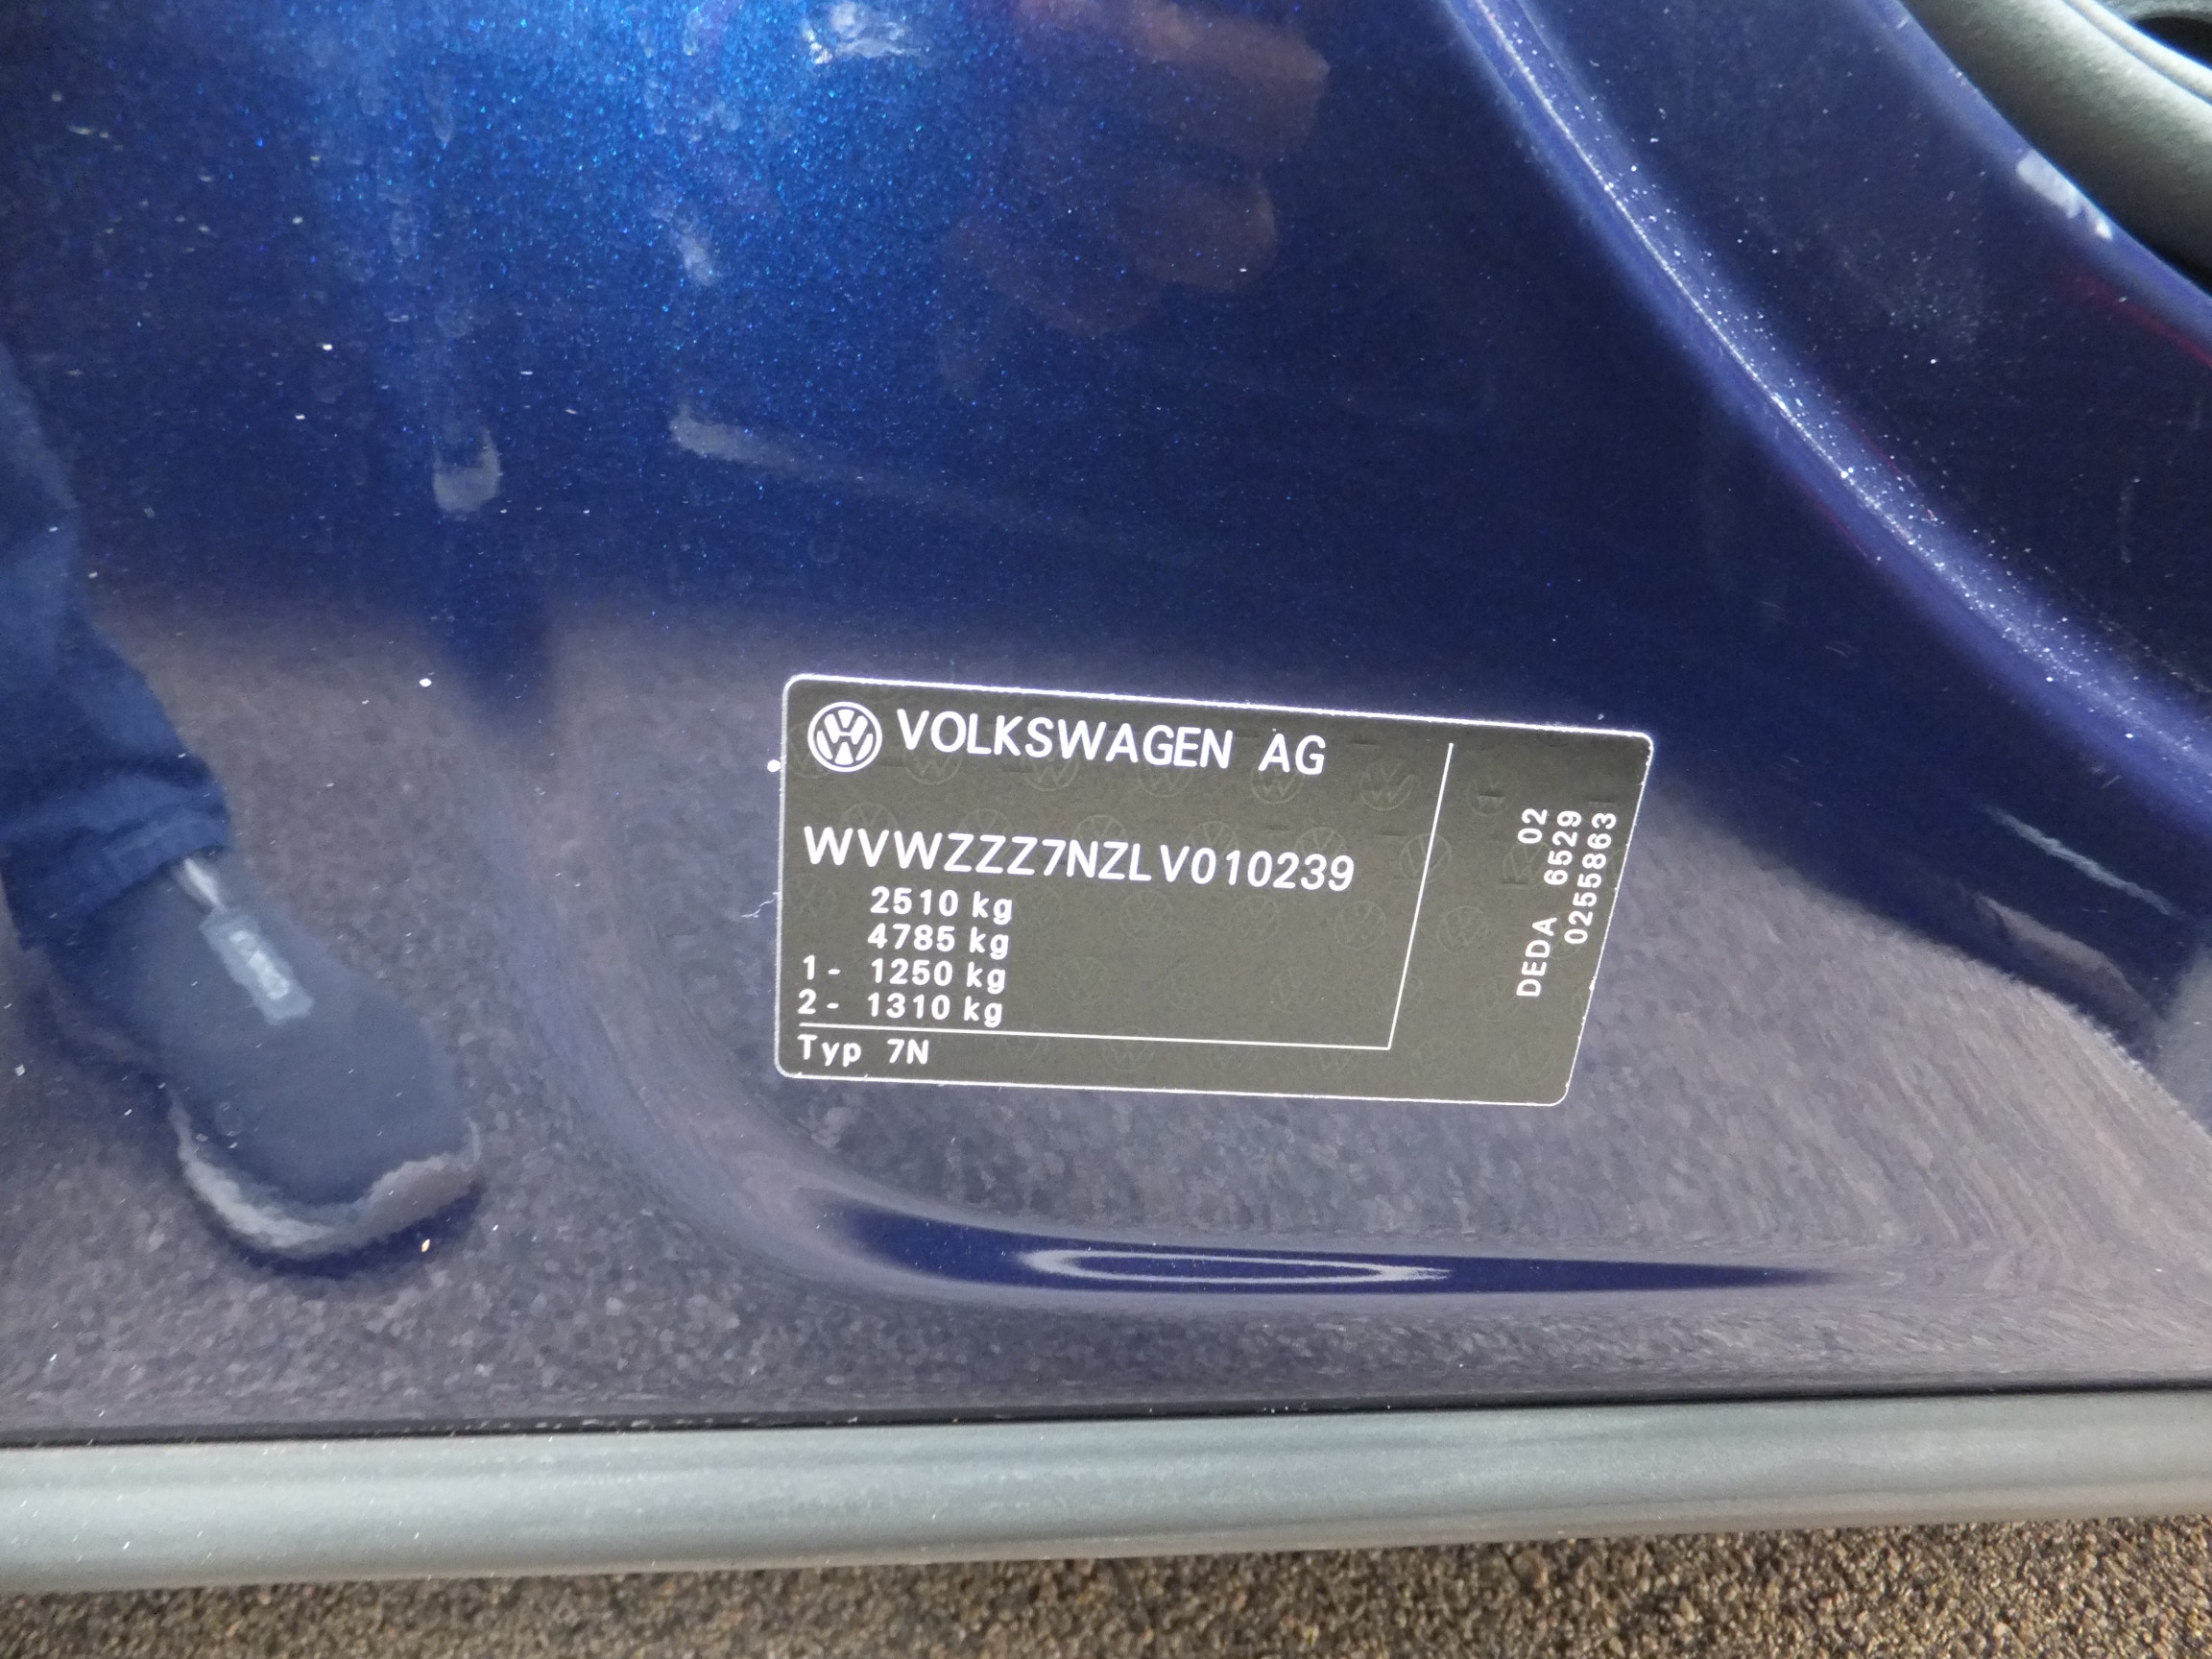 VOLKSWAGEN AG
WVWZZZ7NZLV010239
2510 kg
4785 kg
1- 1250 kg
2- 1310 kg
Typ 7N
02
DEDA 6529
0255863